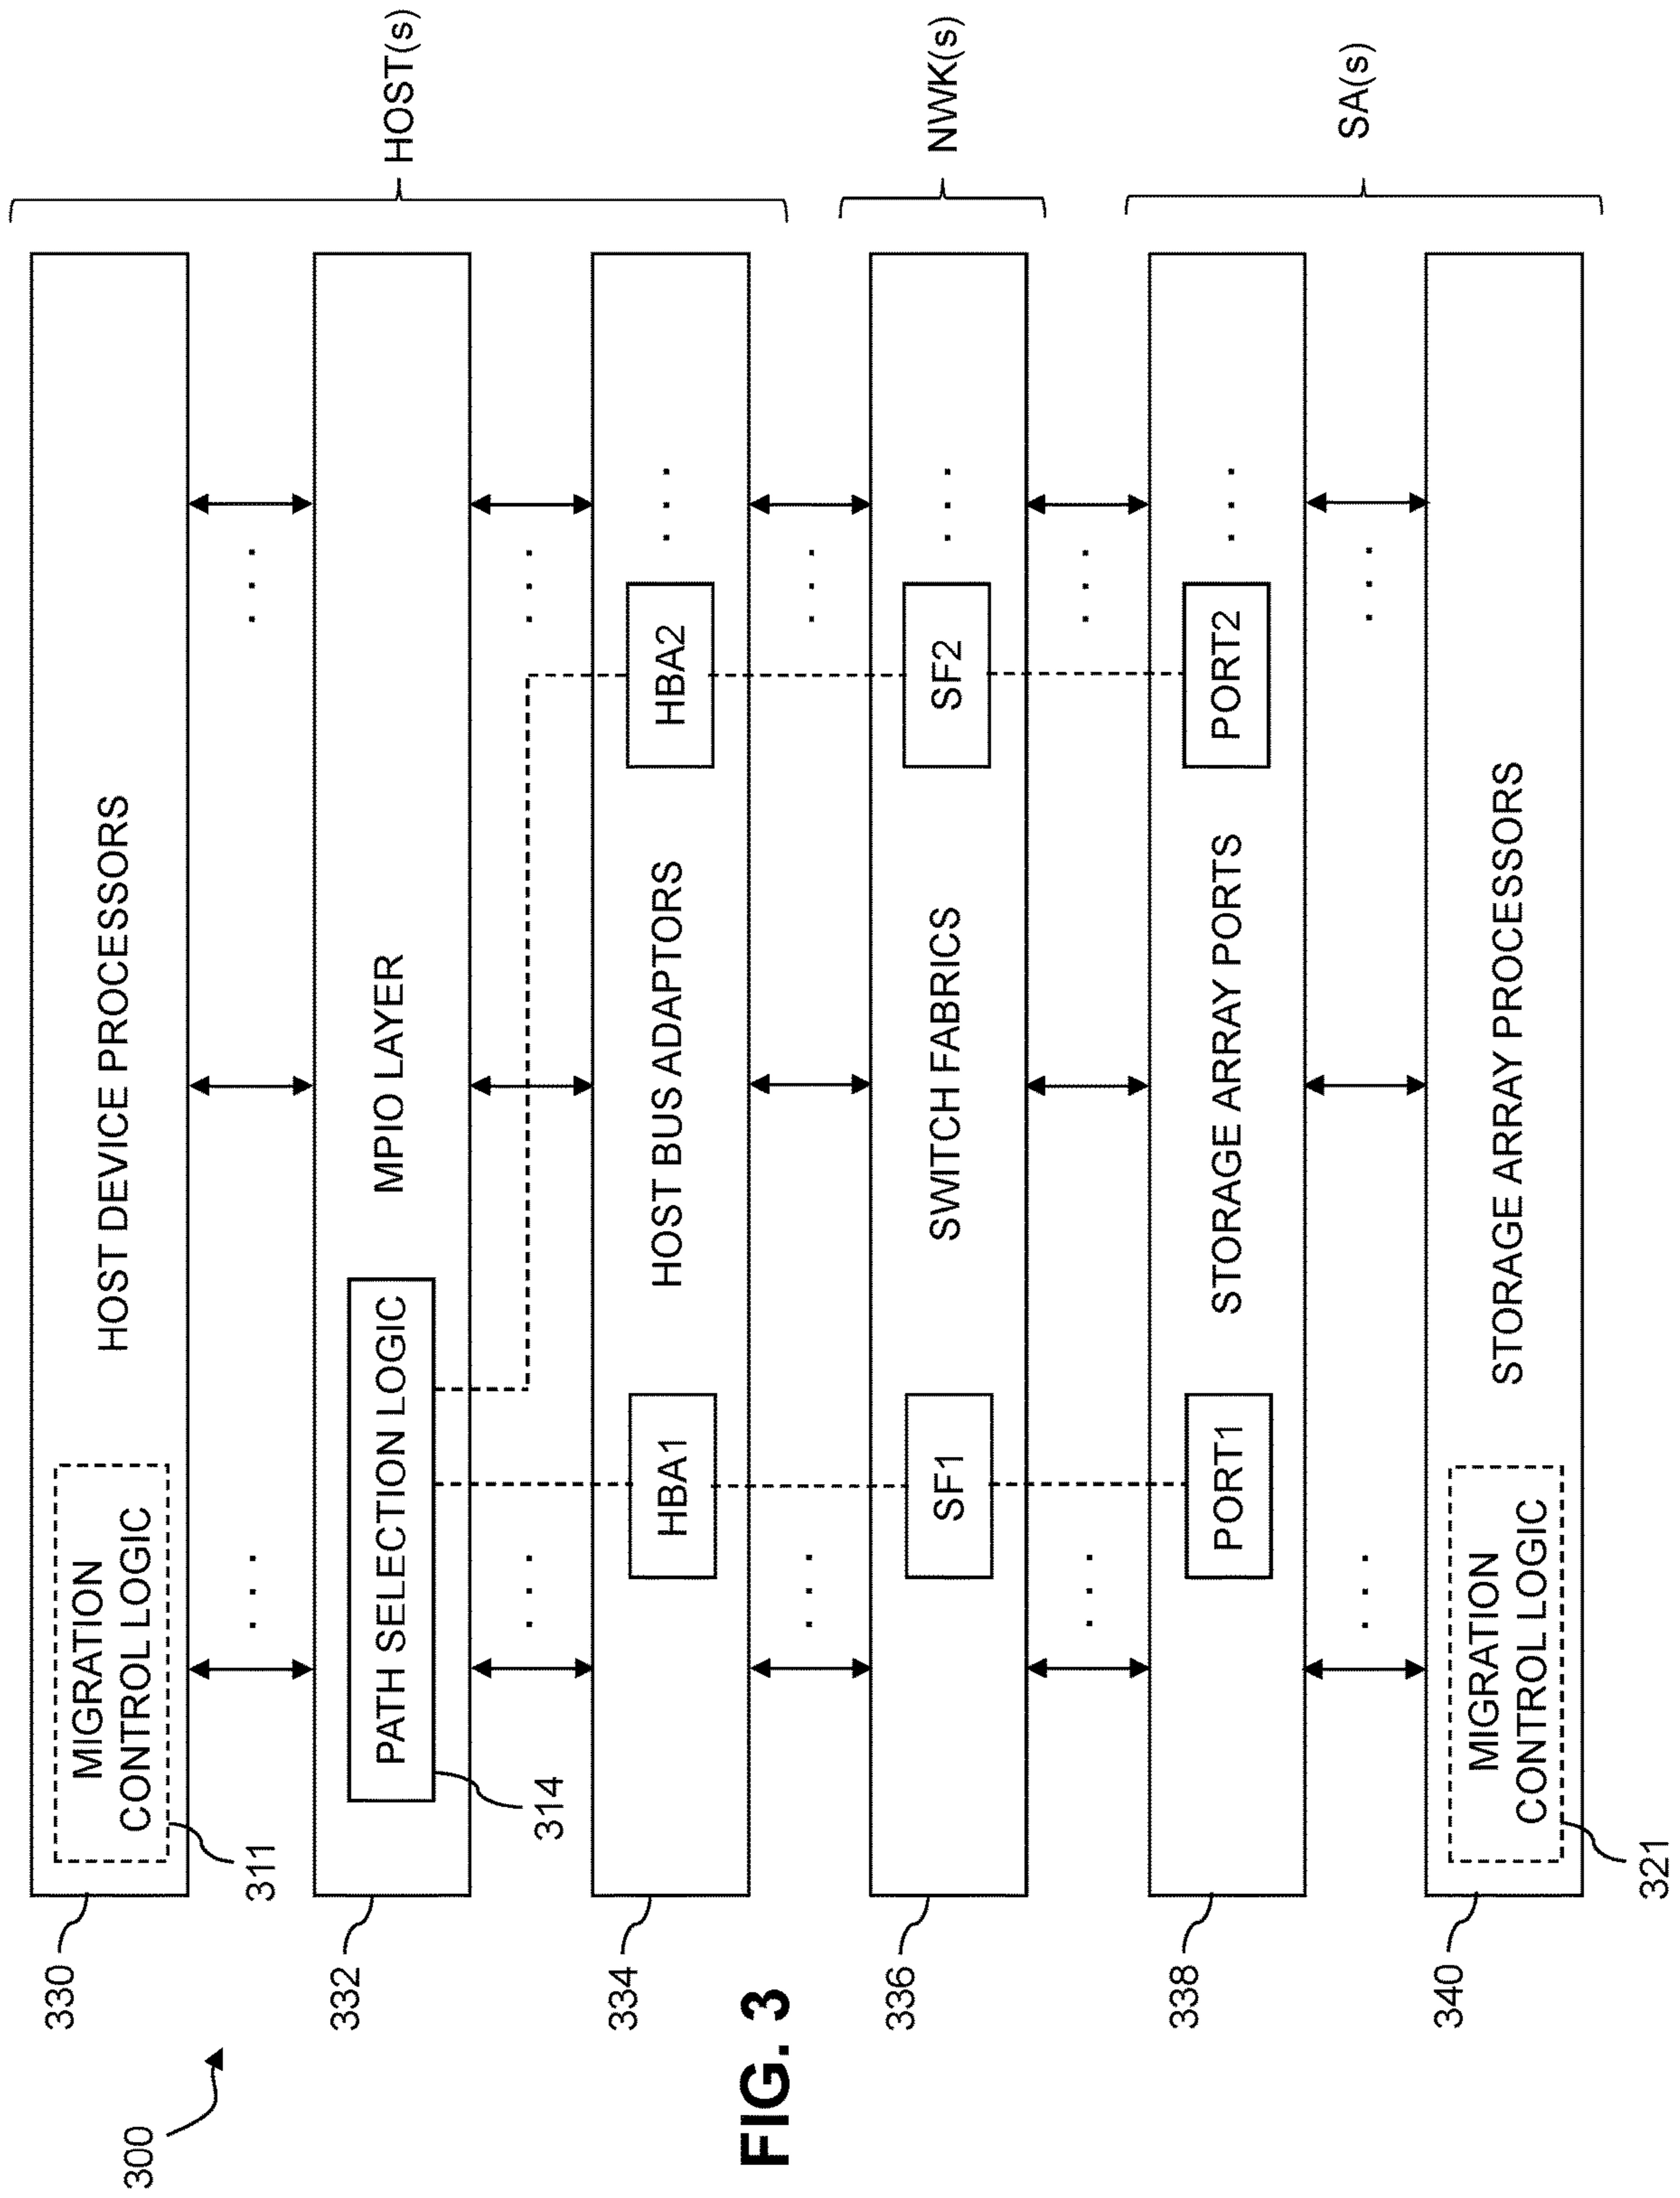 300
330
MIGRATION
CONTROL LOGIC
311
HOST DEVICE PROCESSORS
332
PATH SELECTION LOGIC
314
MPIO LAYER
HOST(s)
334
HBA1
HOST BUS ADAPTORS
HBA2
336
SF1
SWITCH FABRICS
SF2
NWK(s)
338
PORT1
STORAGE ARRAY PORTS
PORT2
SA(s)
340
MIGRATION
CONTROL LOGIC
321
STORAGE ARRAY PROCESSORS
FIG. 3